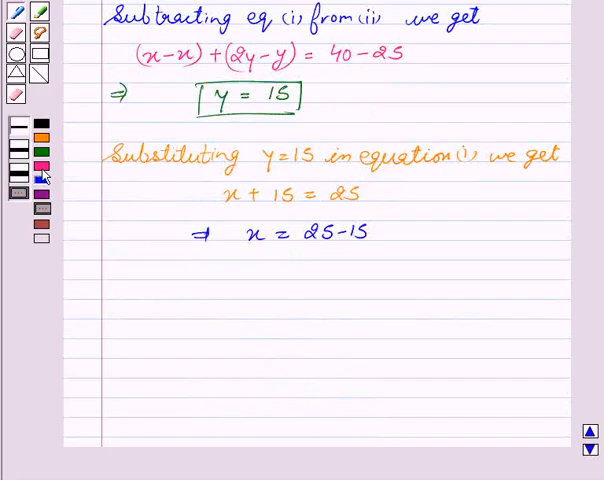 Subtracting eq (i) from (ii) we get
(x-x) + (2y-y) = 40-25
⇒ y = 15
Substituting y=15 in equation (i) we get
x + 15 = 25
⇒ x = 25-15